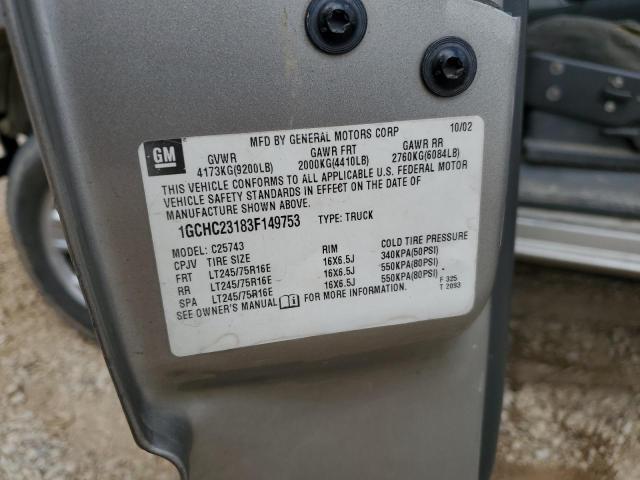 10/02
MFD BY GENERAL MOTORS CORP
GM GVWR GAWR FRT GAWR RR
4173KG(9200LB) 2000KG(4410LB) 2760KG(6084LB)
THIS VEHICLE CONFORMS TO ALL APPLICABLE U.S. FEDERAL MOTOR
VEHICLE SAFETY STANDARDS IN EFFECT ON THE DATE OF
MANUFACTURE SHOWN ABOVE.
1GCHC23183F149753 TYPE: TRUCK
MODEL: C25743
CPJV TIRE SIZE RIM COLD TIRE PRESSURE
FRT LT245/75R16E 16X6.5J 340KPA(50PSI)
RR LT245/75R16E 16X6.5J 550KPA(80PSI)
SPA LT245/75R16E 16X6.5J 550KPA(80PSI)
SEE OWNER'S MANUAL FOR MORE INFORMATION.
F 325
T 2093